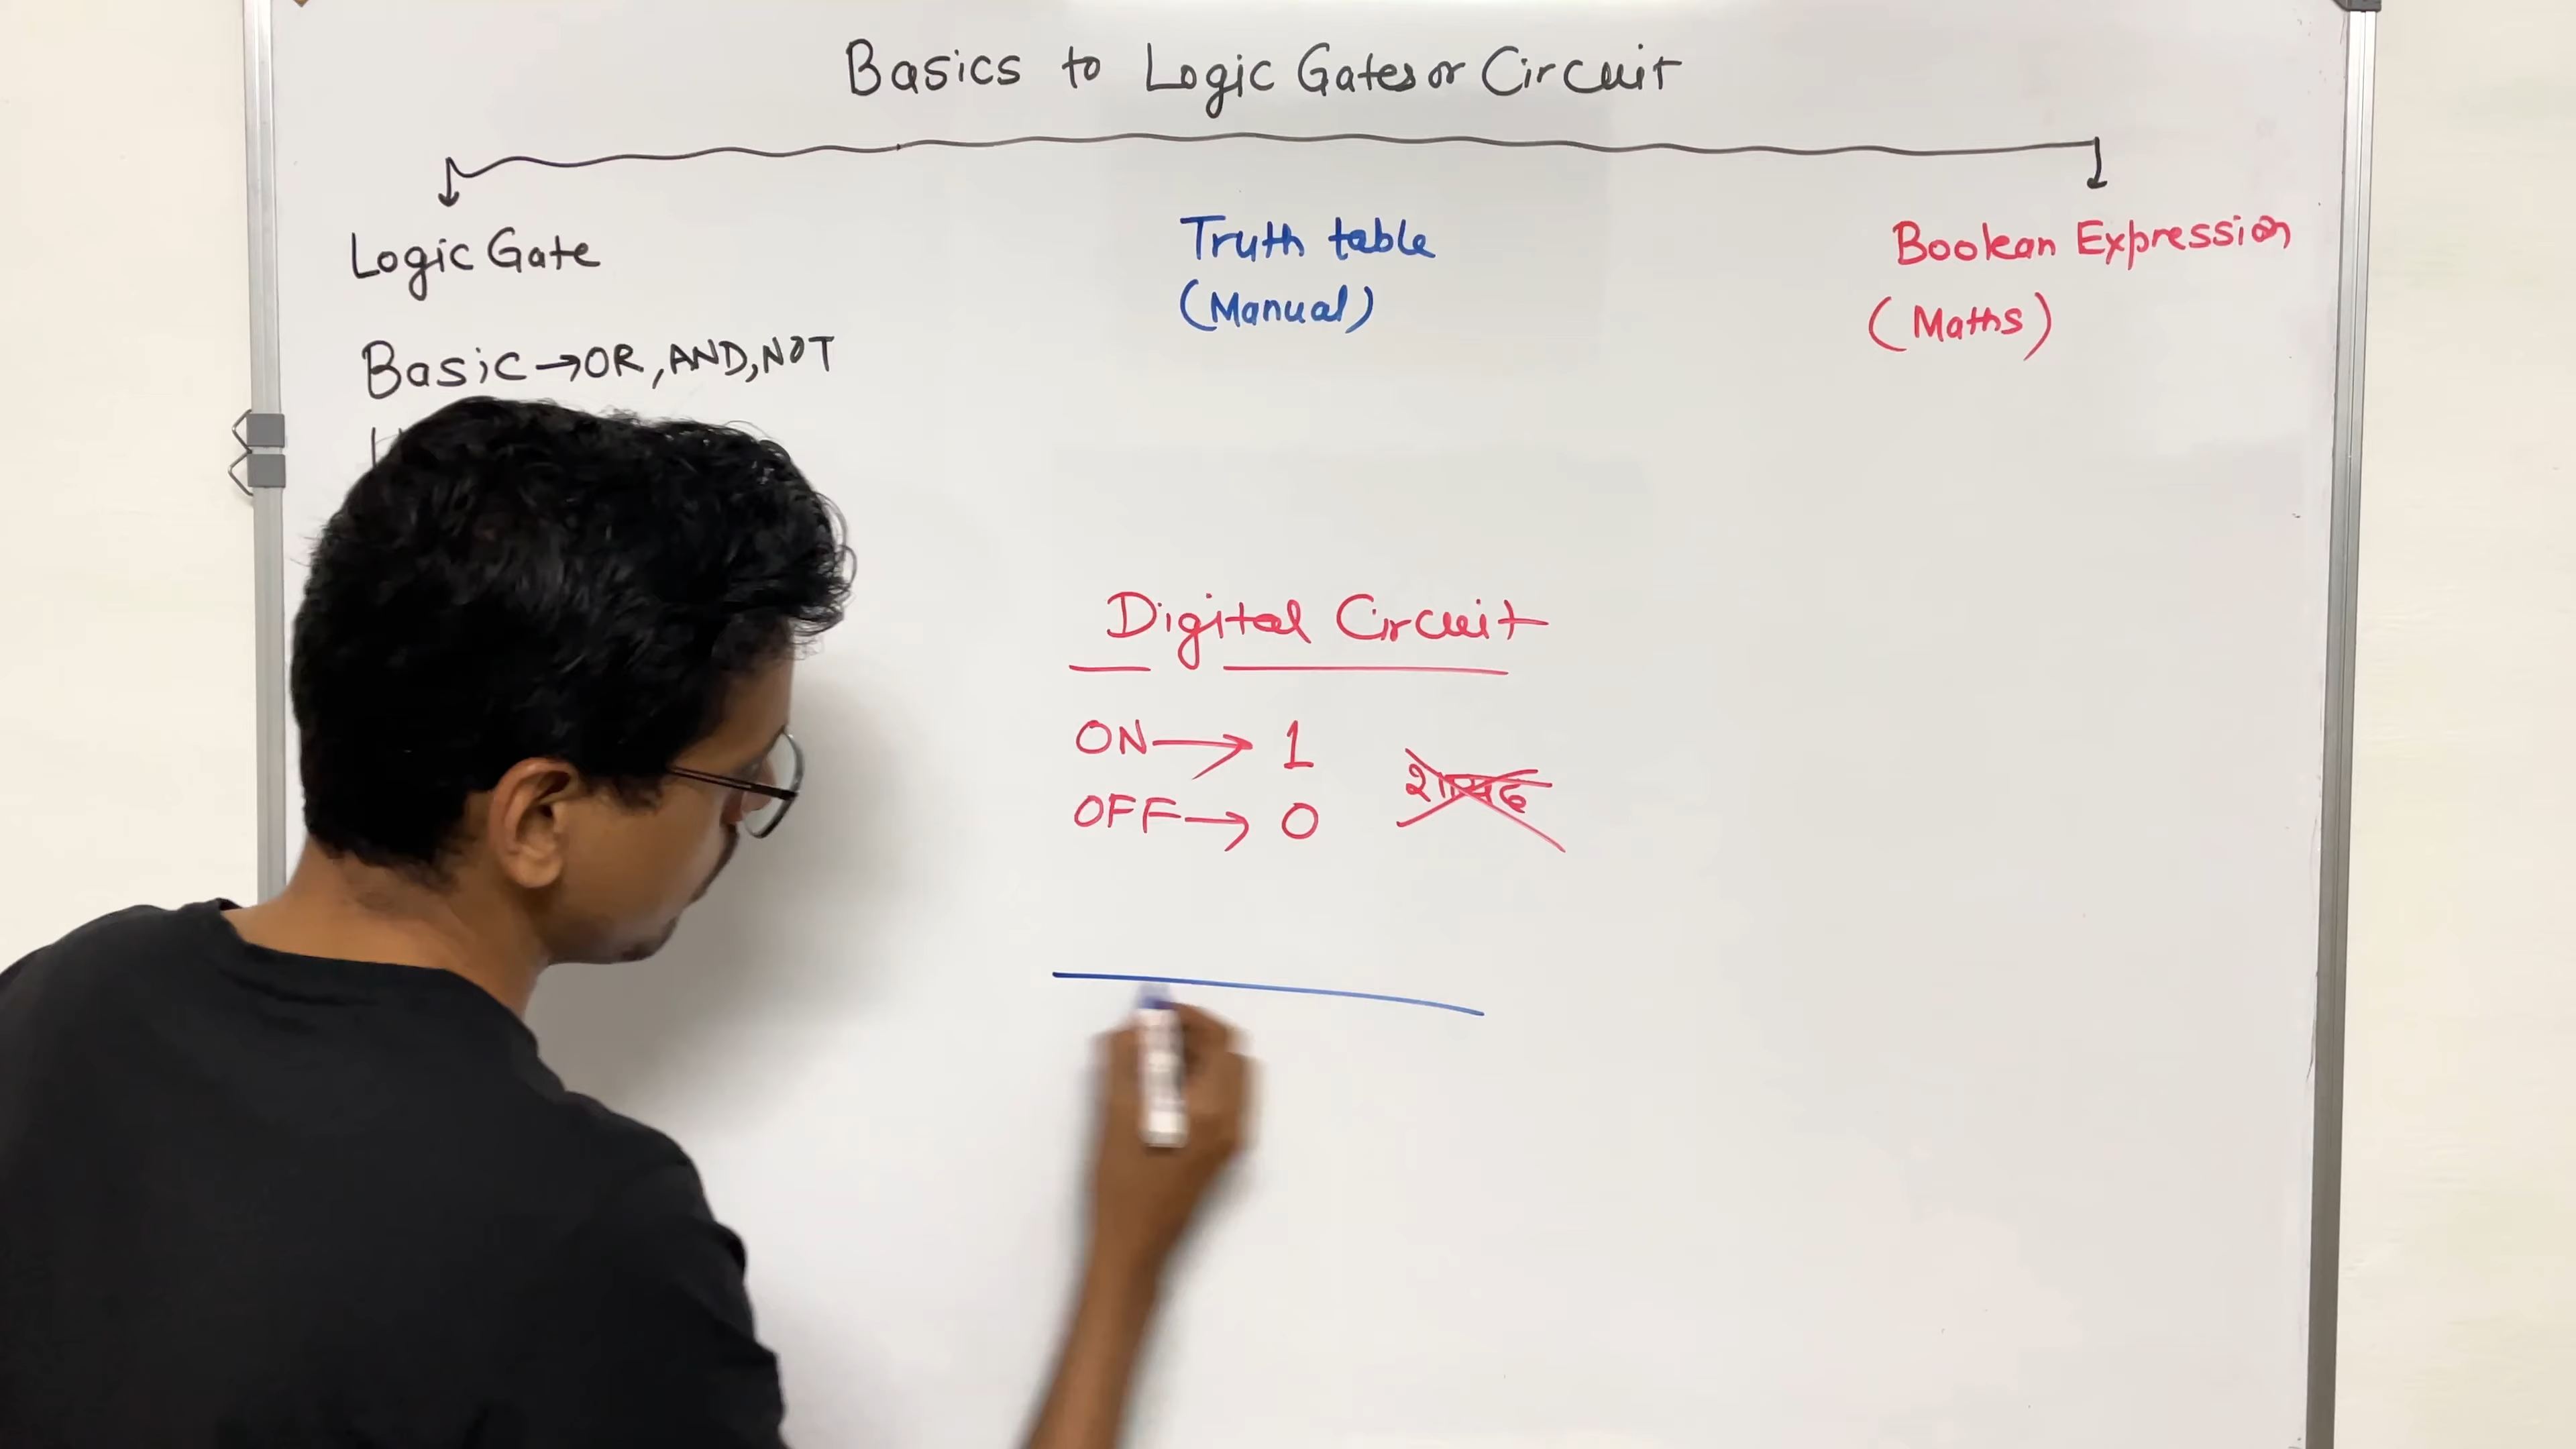 Basics to Logic Gates or Circuit
Logic Gate
Basic → OR, AND, NOT
Truth table
(Manual)
Boolean Expression
(Maths)
Digital Circuit
ON → 1
OFF → 0